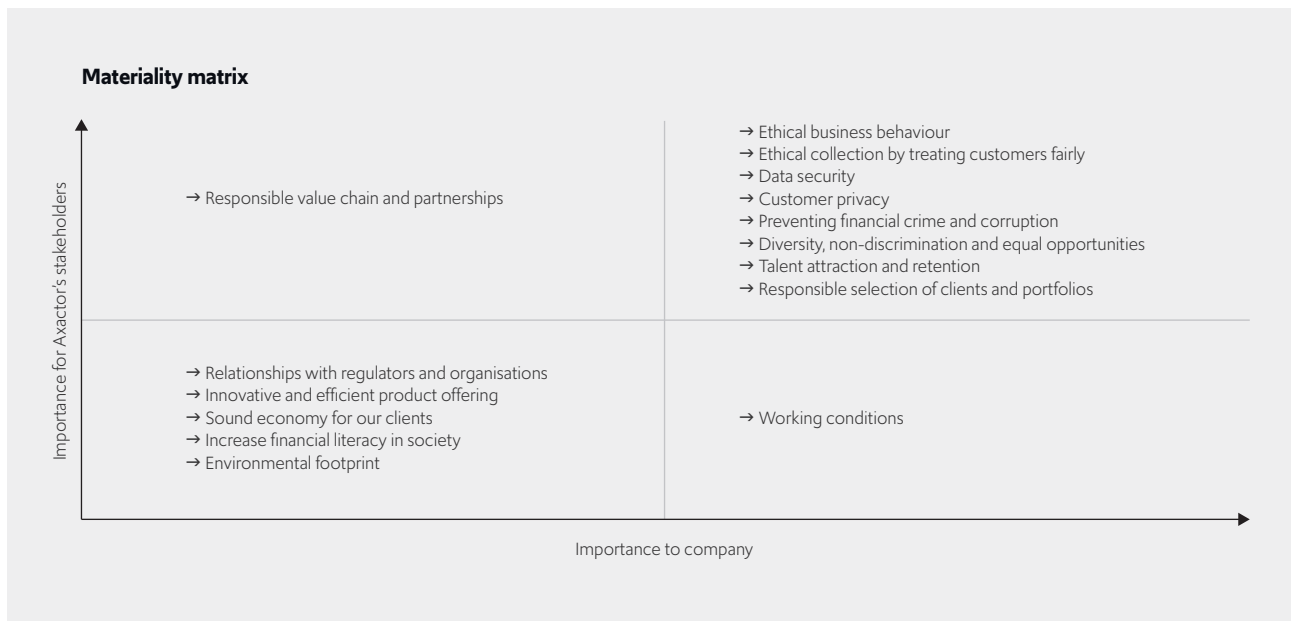 Materiality matrix
Importance for Axactor's stakeholders
→ Responsible value chain and partnerships
→ Ethical business behaviour
→ Ethical collection by treating customers fairly
→ Data security
→ Customer privacy
→ Preventing financial crime and corruption
→ Diversity, non-discrimination and equal opportunities
→ Talent attraction and retention
→ Responsible selection of clients and portfolios
→ Relationships with regulators and organisations
→ Innovative and efficient product offering
→ Sound economy for our clients
→ Increase financial literacy in society
→ Environmental footprint
→ Working conditions
Importance to company